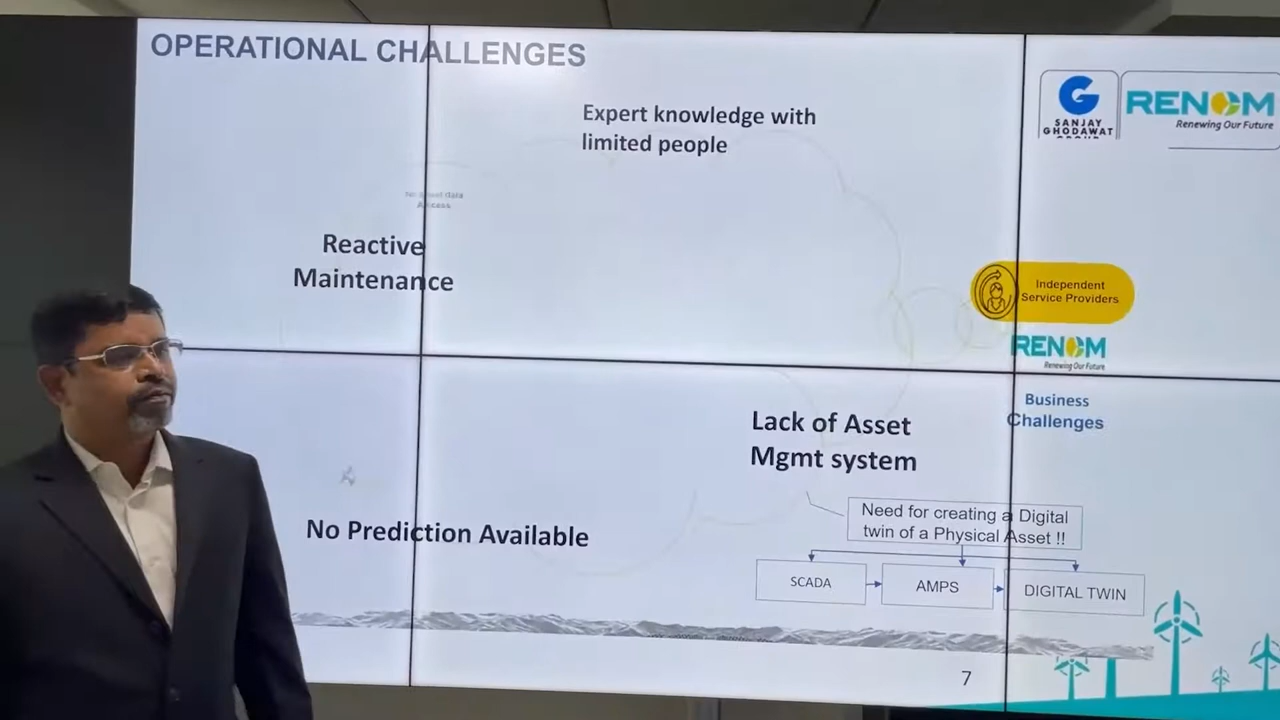 OPERATIONAL CHALLENGES
Expert knowledge with
limited people
SANJAY
GHODAWAT
RENOM
Renewing Our Future
Reactive
Maintenance
Independent
Service Providers
RENOM
Renewing Our Future
Business
Challenges
Lack of Asset
Mgmt system
No Prediction Available
Need for creating a Digital
twin of a Physical Asset !!
SCADA
AMPS
DIGITAL TWIN
7